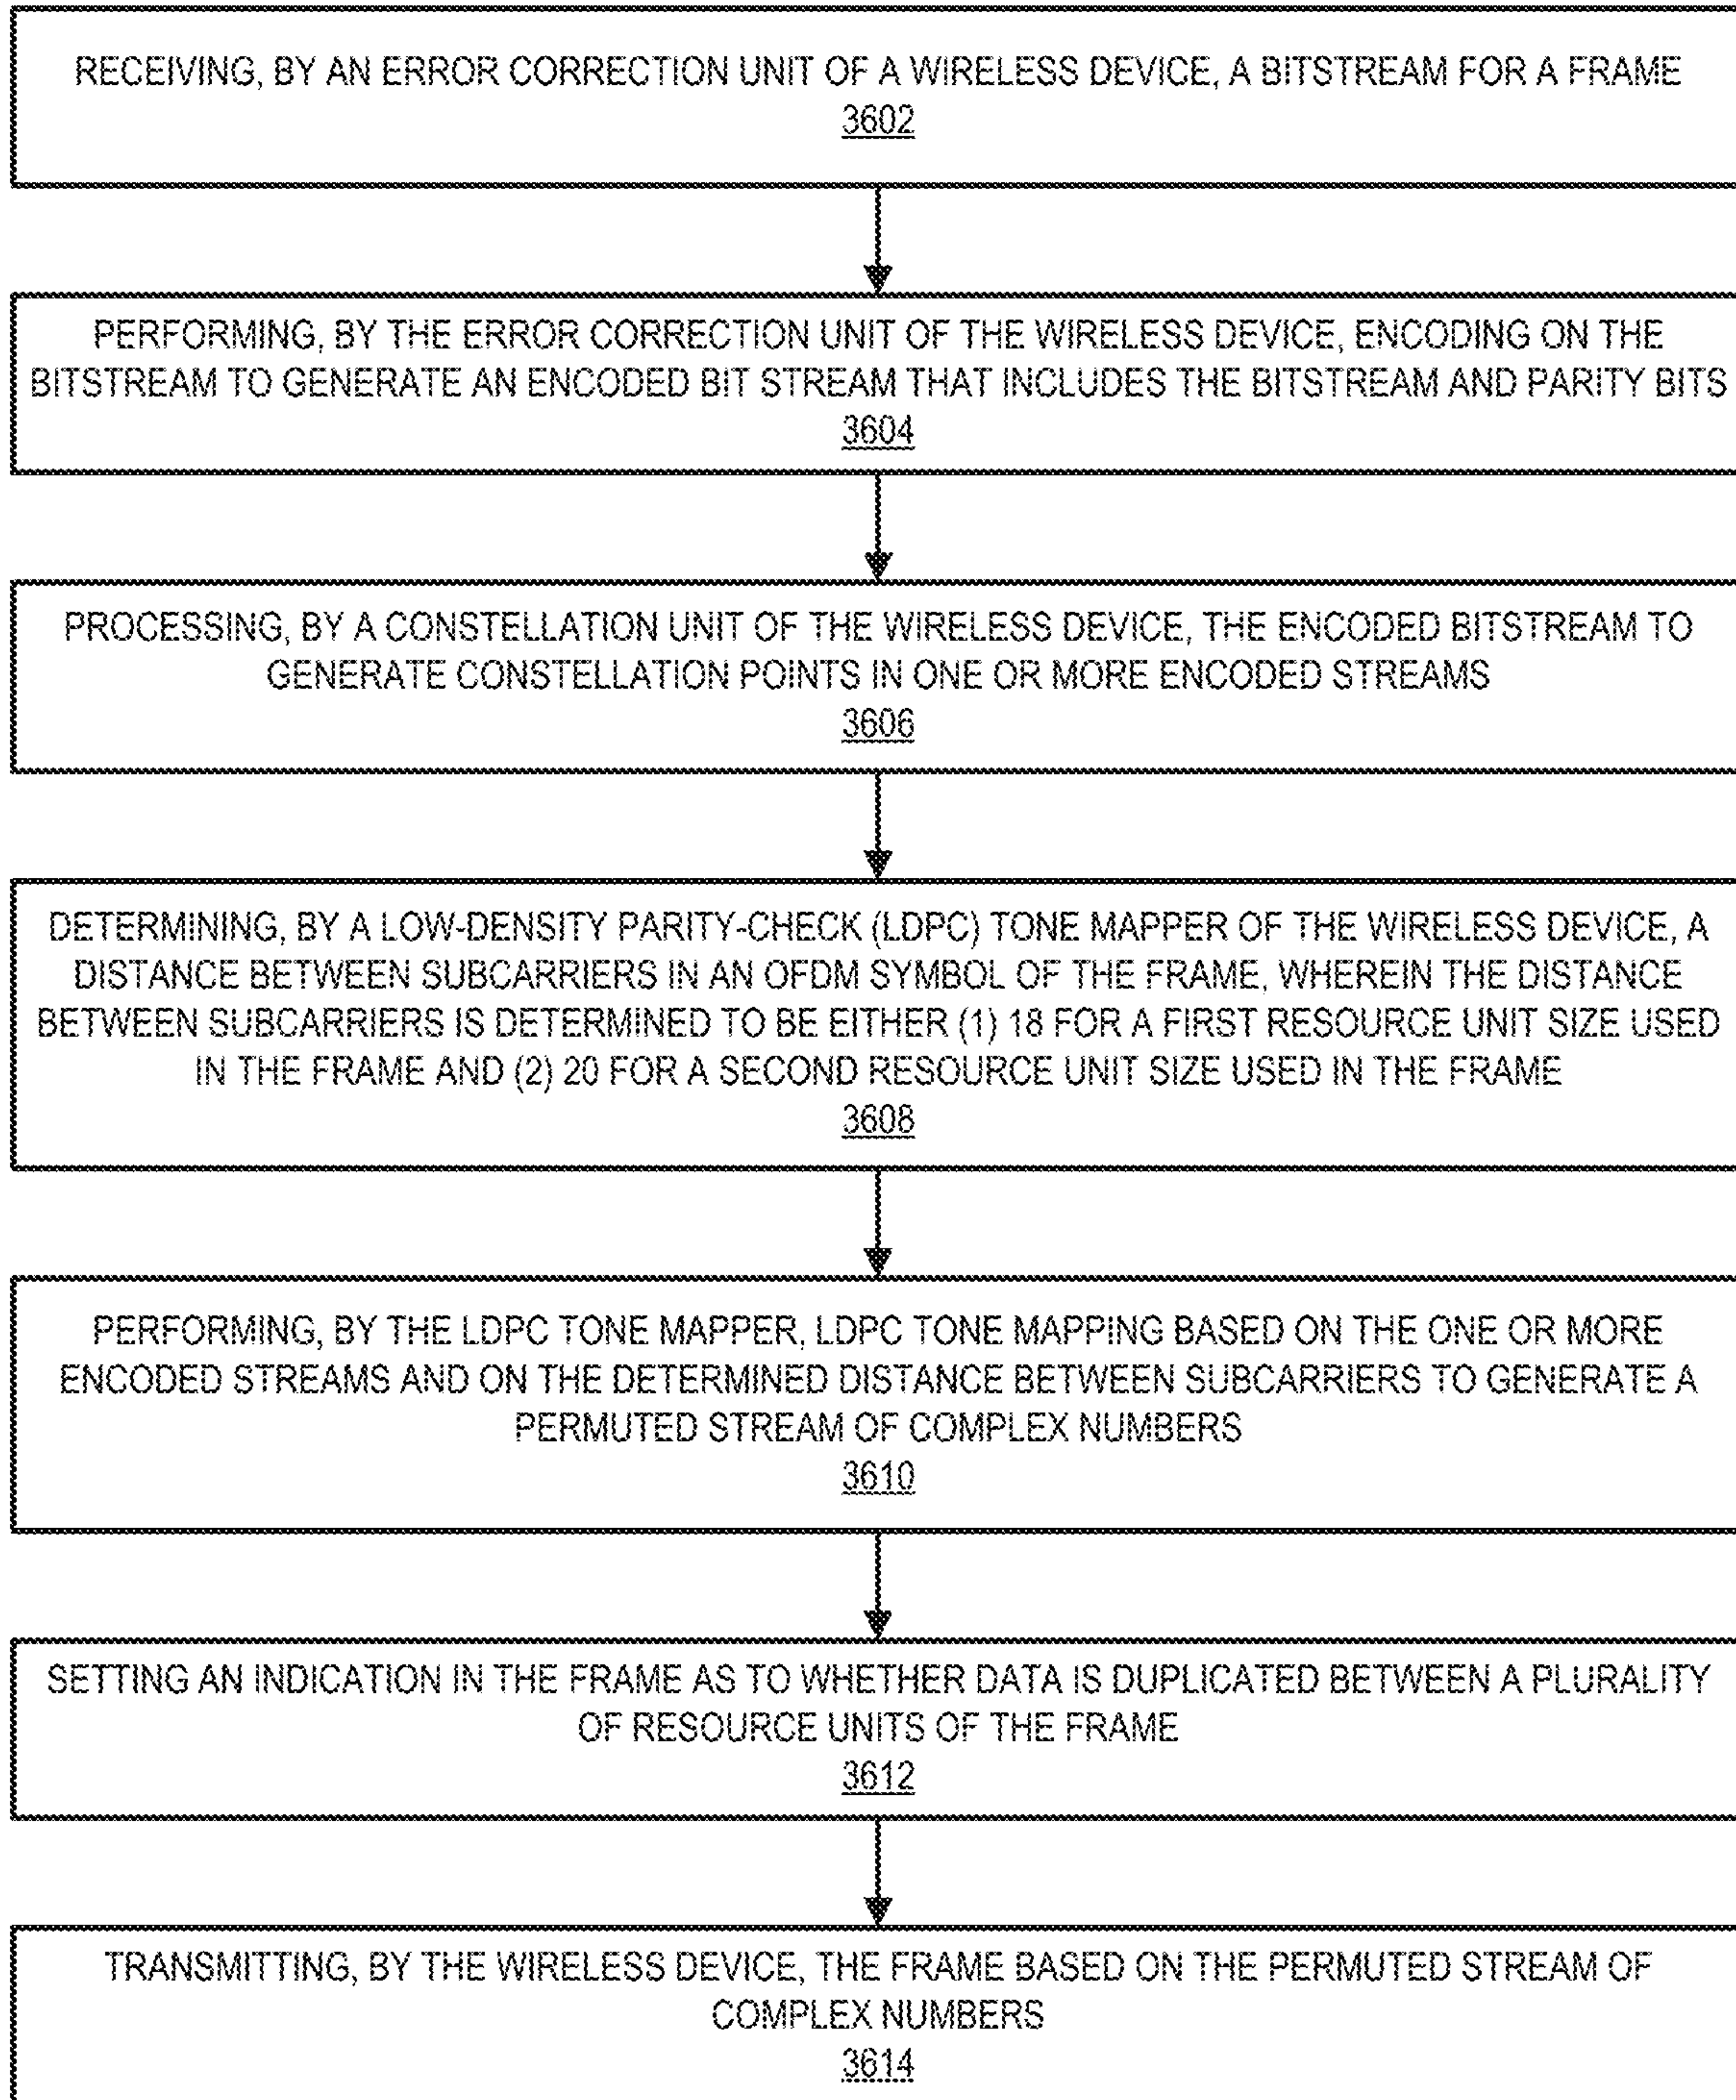 RECEIVING, BY AN ERROR CORRECTION UNIT OF A WIRELESS DEVICE, A BITSTREAM FOR A FRAME
3602
PERFORMING, BY THE ERROR CORRECTION UNIT OF THE WIRELESS DEVICE, ENCODING ON THE
BITSTREAM TO GENERATE AN ENCODED BIT STREAM THAT INCLUDES THE BITSTREAM AND PARITY BITS
3604
PROCESSING, BY A CONSTELLATION UNIT OF THE WIRELESS DEVICE, THE ENCODED BITSTREAM TO
GENERATE CONSTELLATION POINTS IN ONE OR MORE ENCODED STREAMS
3606
DETERMINING, BY A LOW-DENSITY PARITY-CHECK (LDPC) TONE MAPPER OF THE WIRELESS DEVICE, A
DISTANCE BETWEEN SUBCARRIERS IN AN OFDM SYMBOL OF THE FRAME, WHEREIN THE DISTANCE
BETWEEN SUBCARRIERS IS DETERMINED TO BE EITHER (1) 18 FOR A FIRST RESOURCE UNIT SIZE USED
IN THE FRAME AND (2) 20 FOR A SECOND RESOURCE UNIT SIZE USED IN THE FRAME
3608
PERFORMING, BY THE LDPC TONE MAPPER, LDPC TONE MAPPING BASED ON THE ONE OR MORE
ENCODED STREAMS AND ON THE DETERMINED DISTANCE BETWEEN SUBCARRIERS TO GENERATE A
PERMUTED STREAM OF COMPLEX NUMBERS
3610
SETTING AN INDICATION IN THE FRAME AS TO WHETHER DATA IS DUPLICATED BETWEEN A PLURALITY
OF RESOURCE UNITS OF THE FRAME
3612
TRANSMITTING, BY THE WIRELESS DEVICE, THE FRAME BASED ON THE PERMUTED STREAM OF
COMPLEX NUMBERS
3614